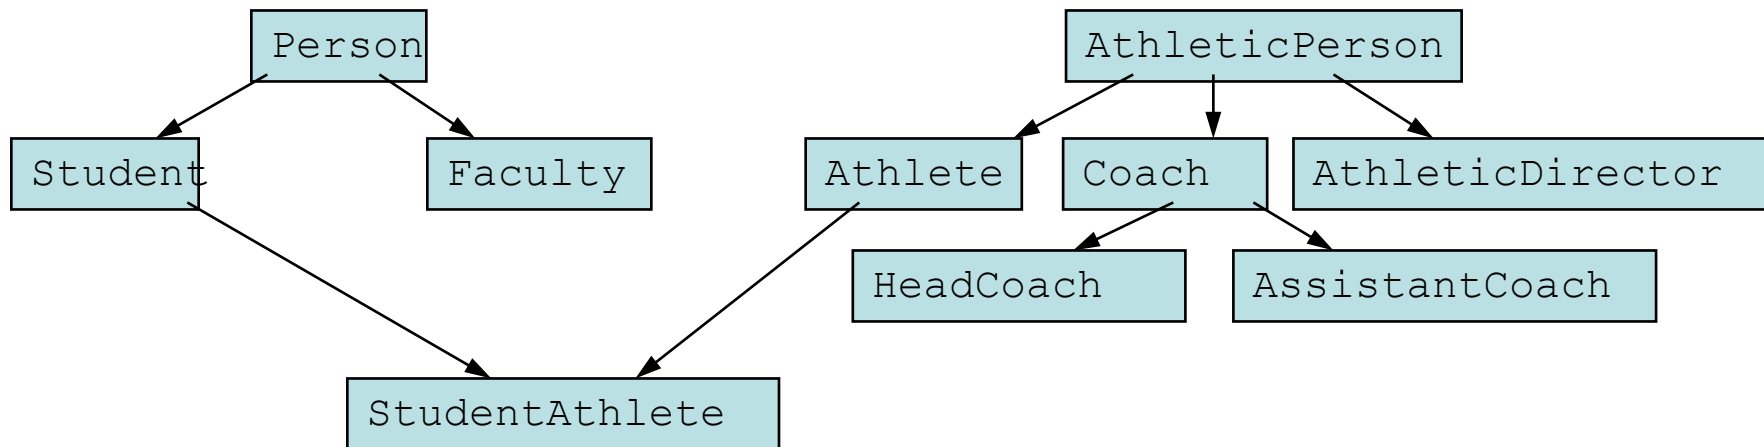 Person
AthleticPerson
Student
Faculty
Athlete
Coach
AthleticDirector
HeadCoach
AssistantCoach
StudentAthlete